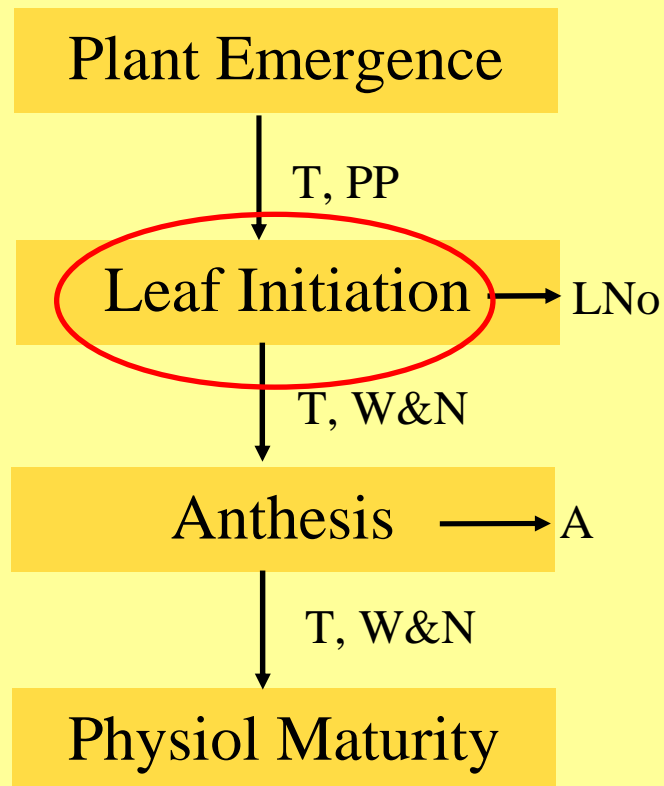 Plant Emergence
T, PP
Leaf Initiation
LNo
T, W&N
Anthesis
A
T, W&N
Physiol Maturity